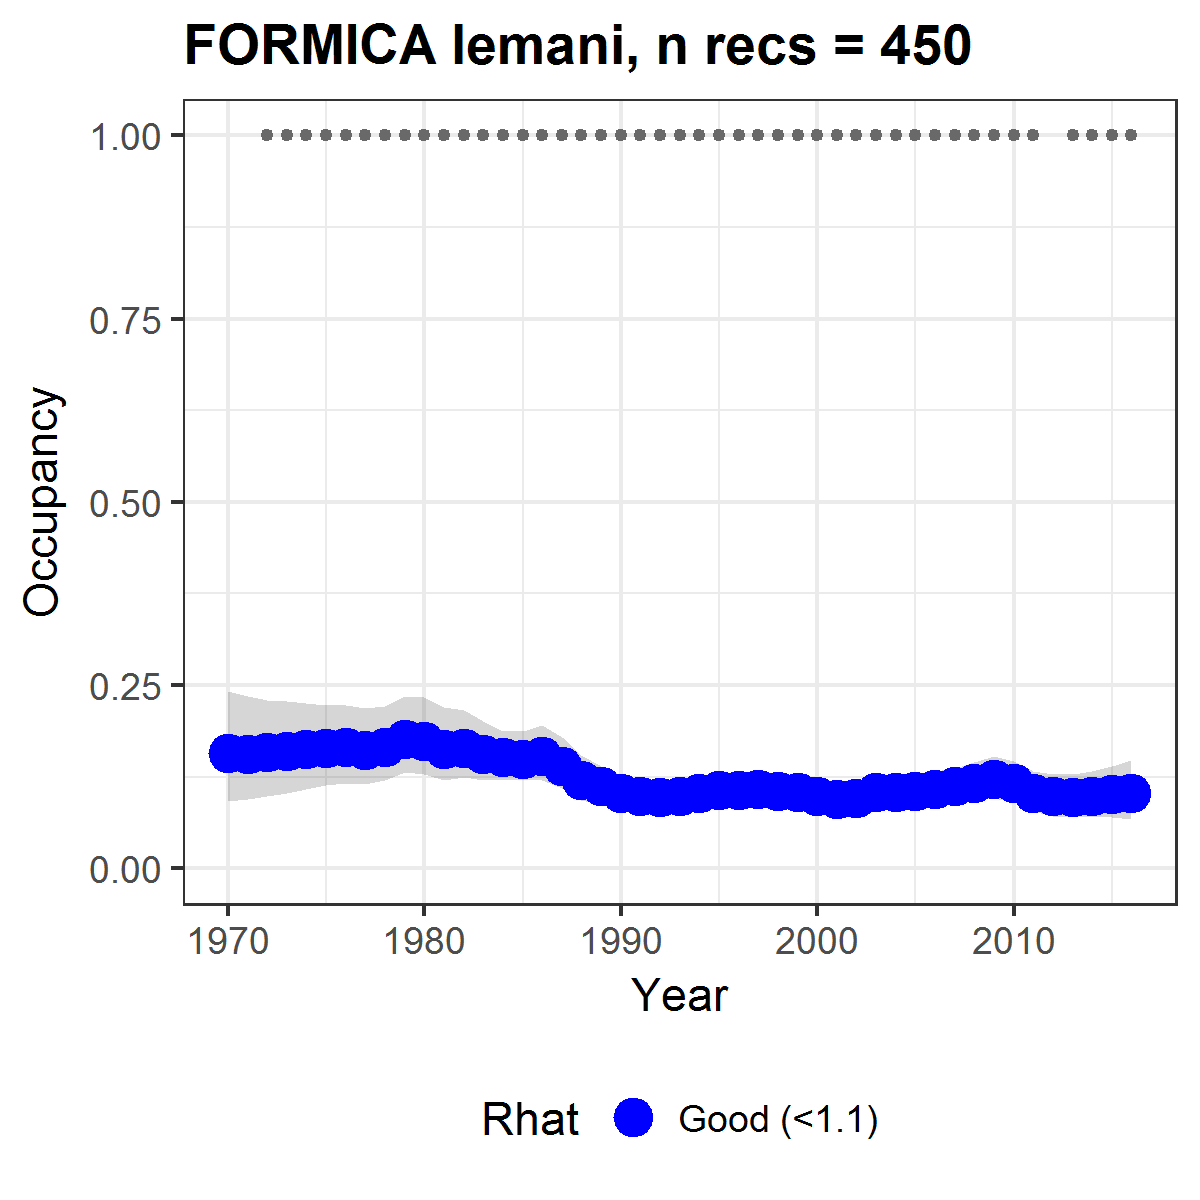 FORMICA lemani, n recs = 450
1.00
0.75
0.50
0.25
0.00
Occupancy
1970 1980 1990 2000 2010
Year
Rhat Good (<1.1)